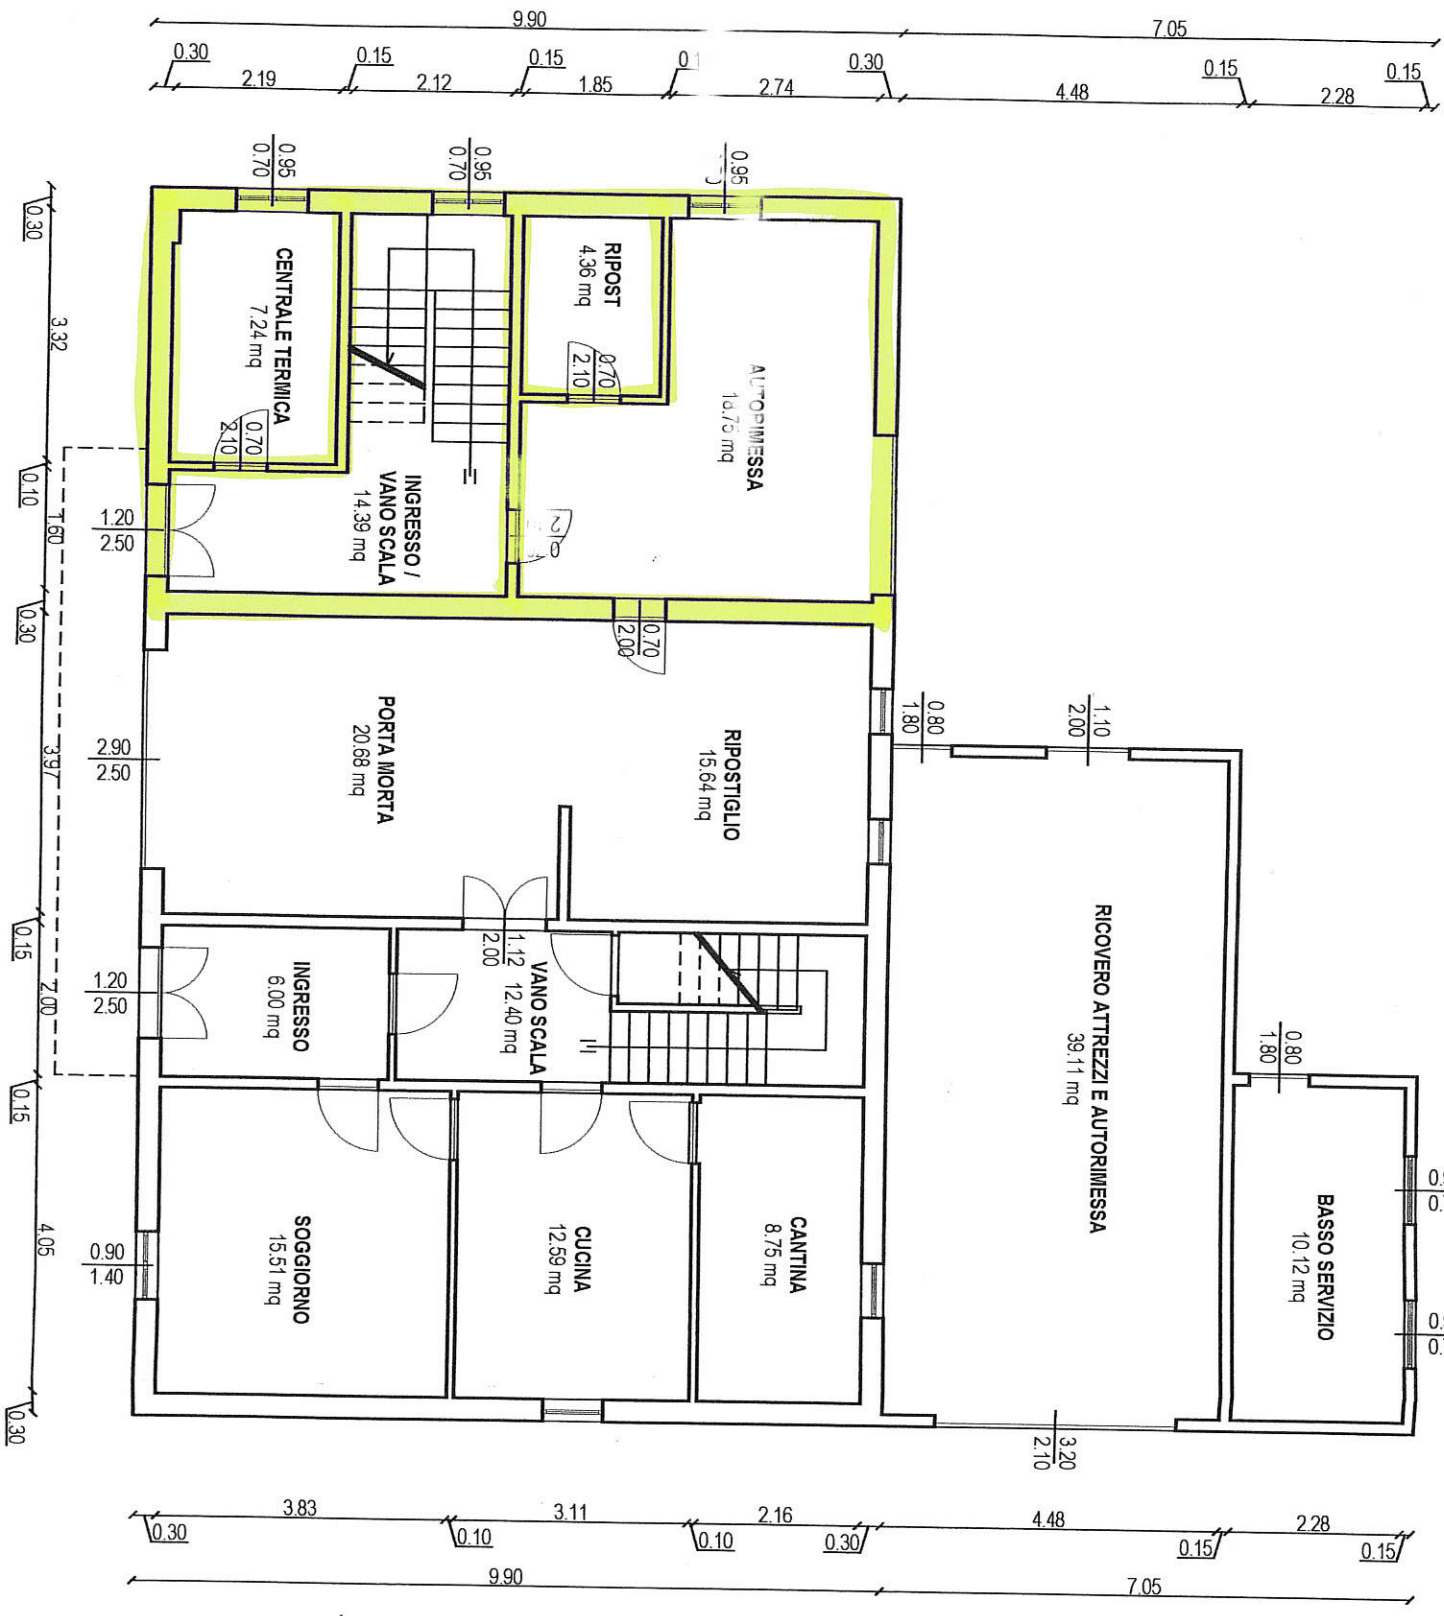 9.90
7.05
0.30
0.15
0.15
0.30
0.15
0.15
2.19
2.12
1.85
2.74
4.48
2.28
0.95
0.70
0.95
0.70
0.95
0.30
3.32
0.10
1.60
0.30
3.97
0.15
2.00
0.15
4.05
0.30
CENTRALE TERMICA
7.24 mq
0.70
2.10
RIPOST
4.36 mq
0.70
2.10
AUTORIMESSA
INGRESSO /
VANO SCALA
14.39 mq
1.20
2.50
0.70
2.00
PORTA MORTA
20.68 mq
2.90
2.50
RIPOSTIGLIO
15.64 mq
0.80
1.80
1.10
2.00
RICOVERO ATTREZZI E AUTORIMESSA
39.11 mq
INGRESSO
6.00 mq
1.20
2.50
1.12
2.00
VANO SCALA
12.40 mq
0.80
1.80
BASSO SERVIZIO
10.12 mq
SOGGIORNO
15.51 mq
0.90
1.40
CUCINA
12.59 mq
CANTINA
8.75 mq
3.20
2.10
3.83
3.11
2.16
4.48
2.28
0.30
0.10
0.10
0.30
0.15
0.15
9.90
7.05